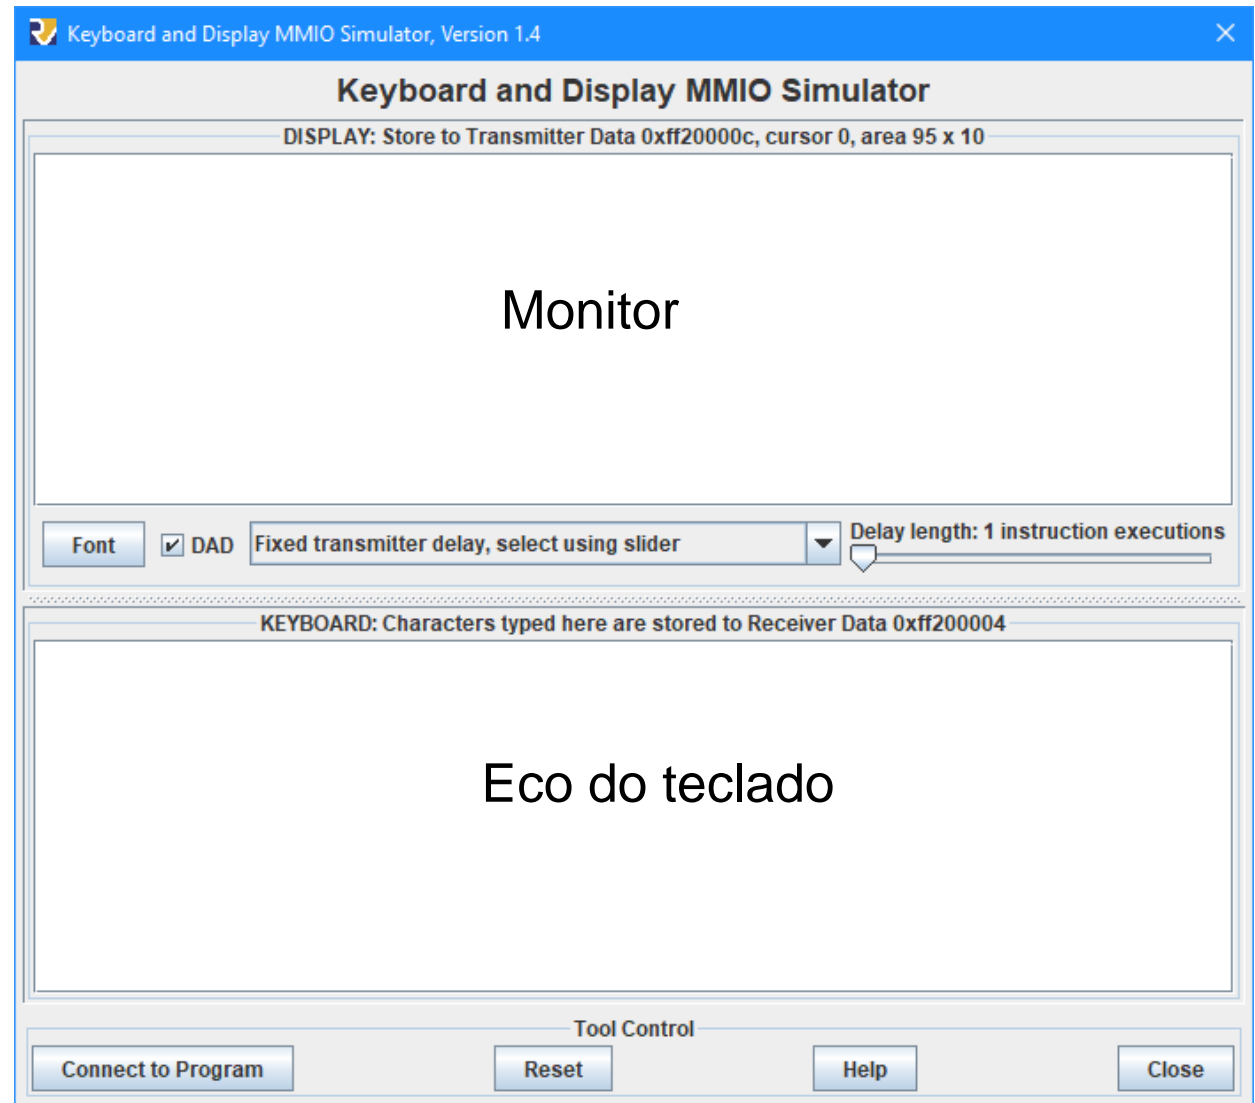 Keyboard and Display MMIO Simulator, Version 1.4
Keyboard and Display MMIO Simulator
DISPLAY: Store to Transmitter Data 0xff20000c, cursor 0, area 95 x 10
Monitor
Font DAD Fixed transmitter delay, select using slider Delay length: 1 instruction executions
KEYBOARD: Characters typed here are stored to Receiver Data 0xff200004
Eco do teclado
Tool Control
Connect to Program Reset Help Close